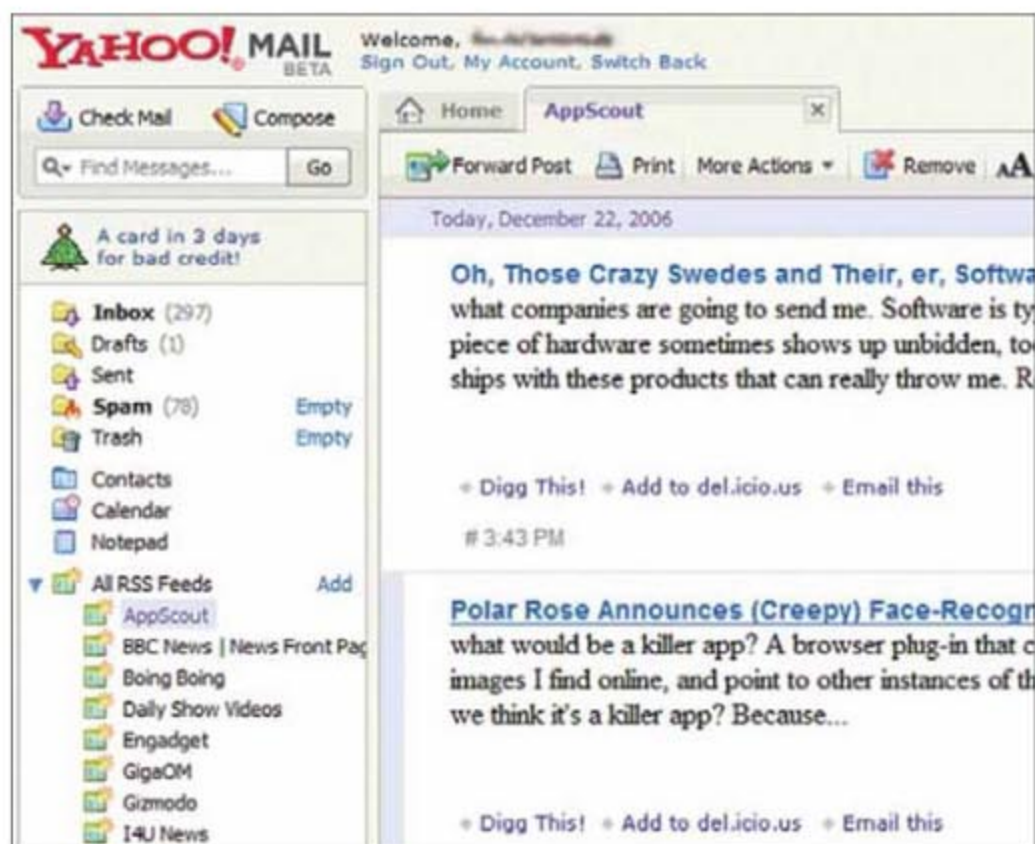 YAHOO! MAIL
BETA
Welcome,
Sign Out, My Account, Switch Back
Check Mail Compose
Find Messages... Go
A card in 3 days
for bad credit!
Inbox (297)
Drafts (1)
Sent
Spam (78) Empty
Trash Empty
Contacts
Calendar
Notepad
All RSS Feeds Add
AppScout
BBC News | News Front Pag
Boing Boing
Daily Show Videos
Engadget
GigaOM
Gizmodo
I4U News
Home AppScout
Forward Post Print More Actions Remove AA
Today, December 22, 2006
Oh, Those Crazy Swedes and Their, er, Softwa
what companies are going to send me. Software is ty
piece of hardware sometimes shows up unbidden, to
ships with these products that can really throw me. R
Digg This! Add to del.icio.us Email this
# 3:43 PM
Polar Rose Announces (Creepy) Face-Recogn
what would be a killer app? A browser plug-in that c
images I find online, and point to other instances of th
we think it's a killer app? Because...
Digg This! Add to del.icio.us Email this